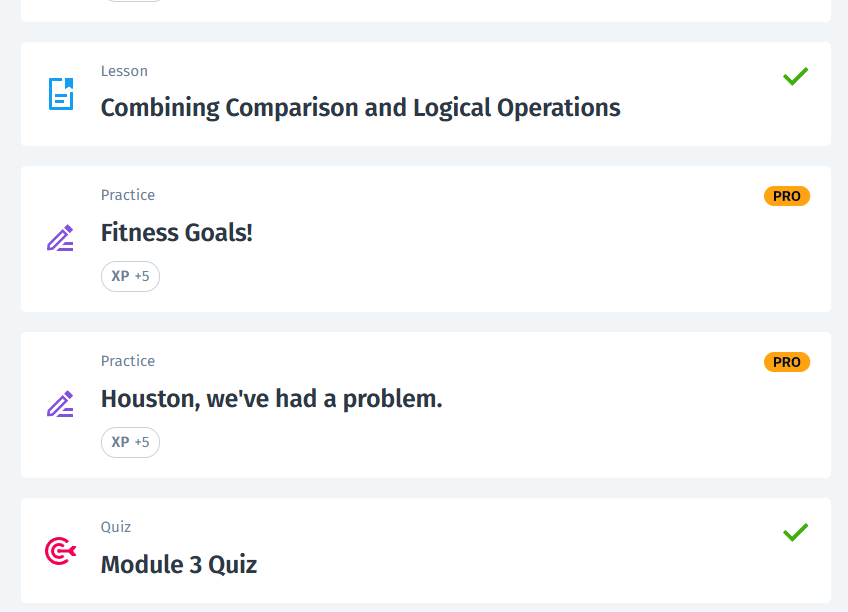 Lesson
Combining Comparison and Logical Operations
Practice
PRO
Fitness Goals!
XP +5
Practice
PRO
Houston, we've had a problem.
XP +5
Quiz
Module 3 Quiz